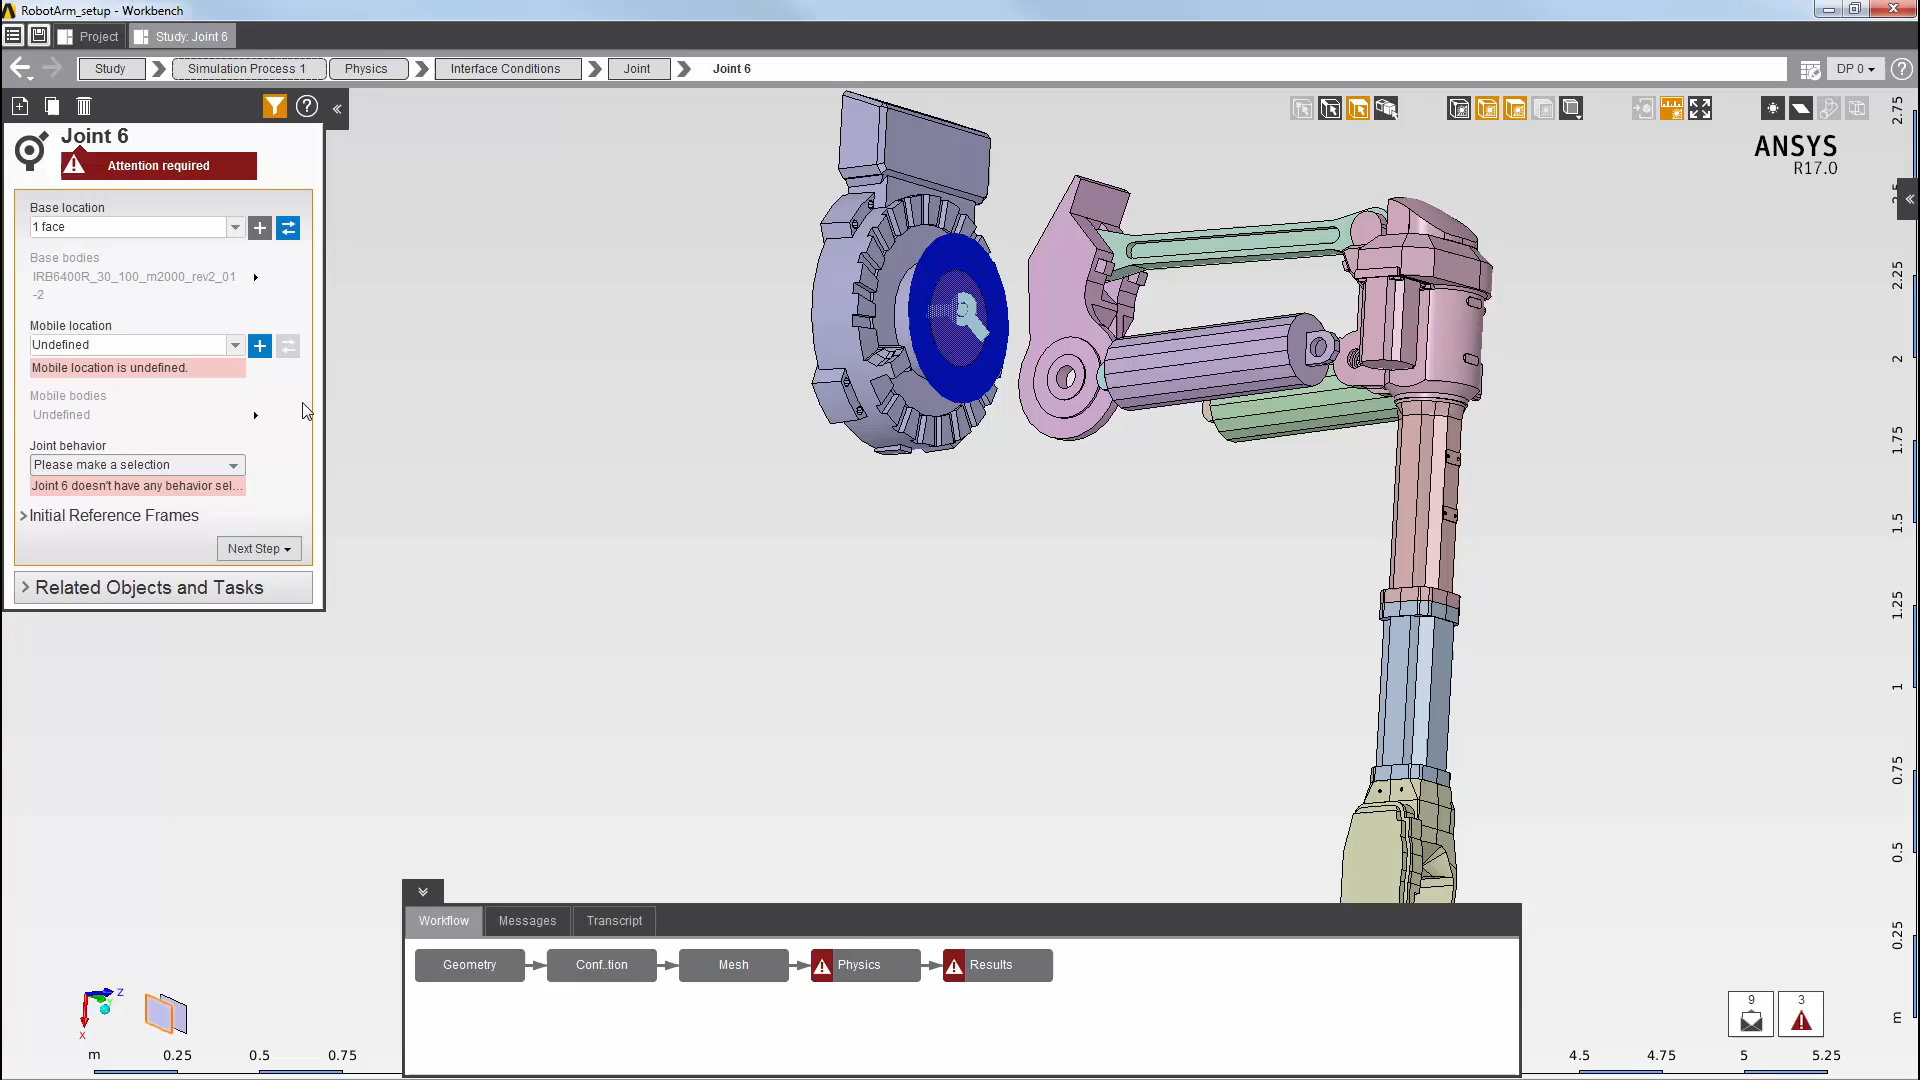 RobotArm_setup - Workbench
Project
Study: Joint 6
Study
Simulation Process 1
Physics
Interface Conditions
Joint
Joint 6
DP 0
Joint 6
Attention required
Base location
1 face
Base bodies
IRB6400R_30_100_m2000_rev2_01
-2
Mobile location
Undefined
Mobile location is undefined.
Mobile bodies
Undefined
Joint behavior
Please make a selection
Joint 6 doesn't have any behavior sel...
Initial Reference Frames
Next Step
Related Objects and Tasks
ANSYS
R17.0
2.75
2.25
2
1.75
1.5
1.25
1
0.75
0.5
0.25
m
Workflow
Messages
Transcript
Geometry
Conf..tion
Mesh
Physics
Results
Z
X
9
3
m
0.25
0.5
0.75
4.5
4.75
5
5.25